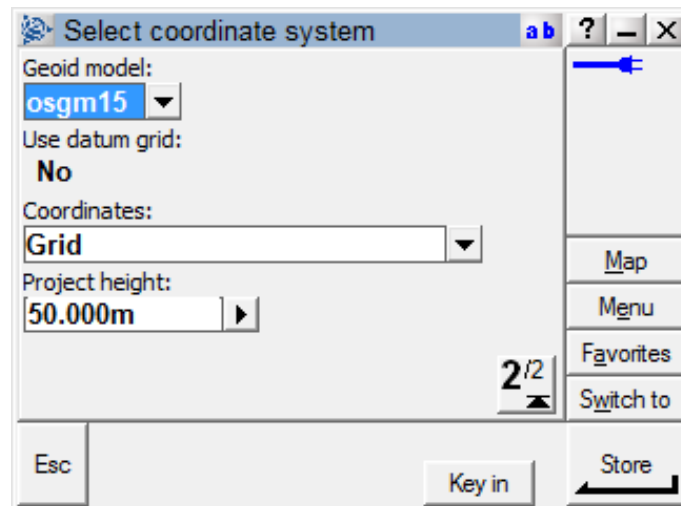 Select coordinate system
ab
?
Geoid model:
osgm15
Use datum grid:
No
Coordinates:
Grid
Project height:
50.000m
2/2
Map
Menu
Favorites
Switch to
Esc
Key in
Store